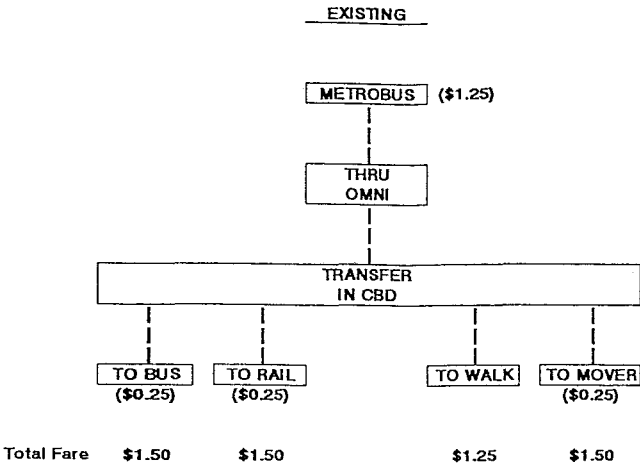 EXISTING
METROBUS ($1.25)
THRU
OMNI
TRANSFER
IN CBD
TO BUS TO RAIL TO WALK TO MOVER
($0.25) ($0.25) ($0.25)
Total Fare $1.50 $1.50 $1.25 $1.50